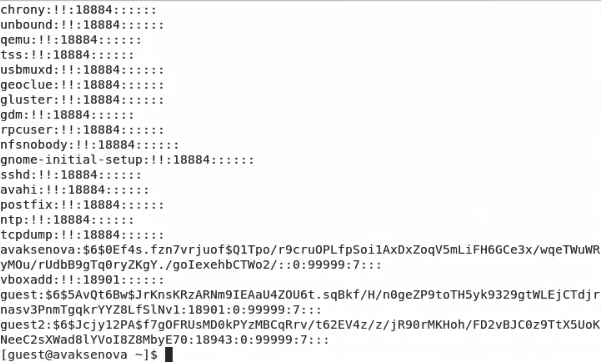 chrony:!!:18884::::::
unbound:!!:18884::::::
qemu:!!:18884::::::
tss:!!:18884::::::
usbmuxd:!!:18884::::::
geoclue:!!:18884::::::
gluster:!!:18884::::::
gdm:!!:18884::::::
rpcuser:!!:18884::::::
nfsnobody:!!:18884::::::
gnome-initial-setup:!!:18884::::::
sshd:!!:18884::::::
avahi:!!:18884::::::
postfix:!!:18884::::::
ntp:!!:18884::::::
tcpdump:!!:18884::::::
avaksenova:$6$0Ef4s.fzn7vrjuof$Q1Tpo/r9cruOPLfpSoi1AxDxZoqV5mLiFH6GCe3x/wqeTWuWR
yMOu/rUdbB9gTq0ryZKgY./goIexehbCTWo2/::0:99999:7:::
vboxadd:!!:18901::::::
guest:$6$5AvQt6Bw$JrKnsKRzARNm9IEAaU4ZOU6t.sqBkf/H/n0geZP9toTH5yk9329gtWLEjCTdjr
nasv3PnmTgqkrYYZ8LfSlNv1:18901:0:99999:7:::
guest2:$6$Jcjy12PA$f7gOFRUsMD0kPYzMBCqRrv/t62EV4z/z/jR90rMKHoh/FD2vBJC0z9TtX5UoK
NeeC2sXWad8lYVoI8Z8MbyE70:18943:0:99999:7:::
[guest@avaksenova ~]$